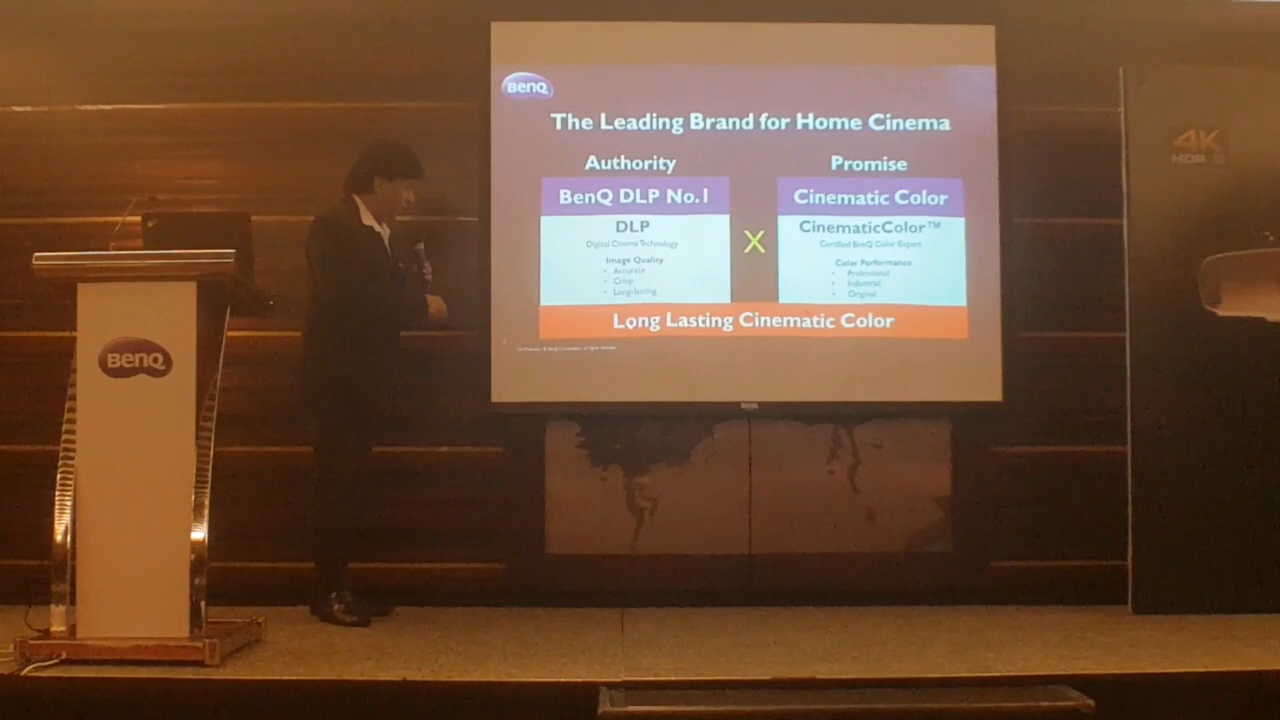 BenQ
The Leading Brand for Home Cinema
Authority
Promise
BenQ DLP No.1
Cinematic Color
DLP
CinematicColor™
Digital Cinema Technology
Certified BenQ Color Expert
X
Image Quality
• Accurate
• Crisp
• Long-lasting
Color Performance
• Professional
• Industrial
• Original
Long Lasting Cinematic Color
BenQ
4K
HDR